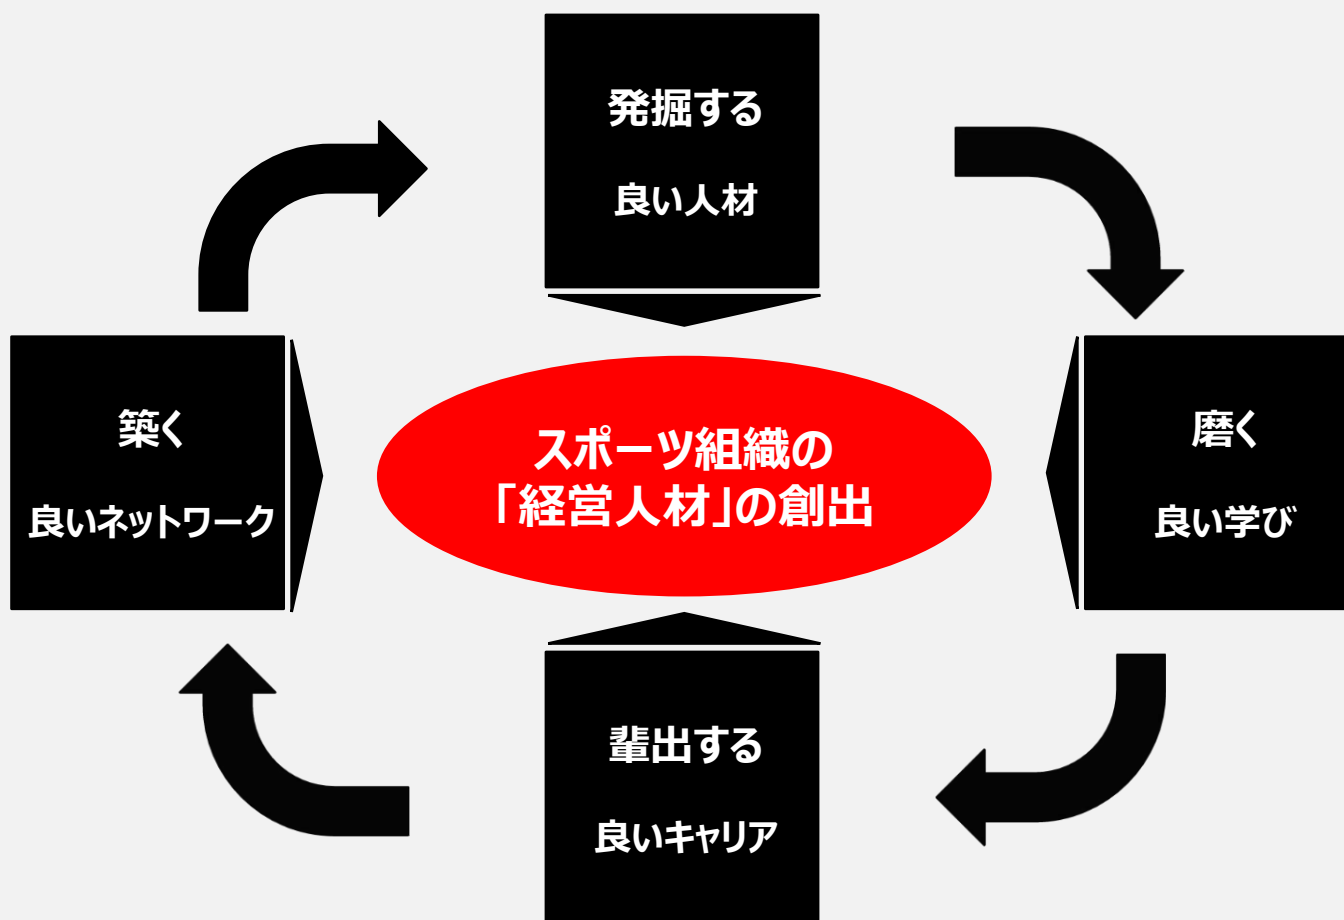 発掘する
良い人材
築く
良いネットワーク
スポーツ組織の
「経営人材」の創出
磨く
良い学び
輩出する
良いキャリア